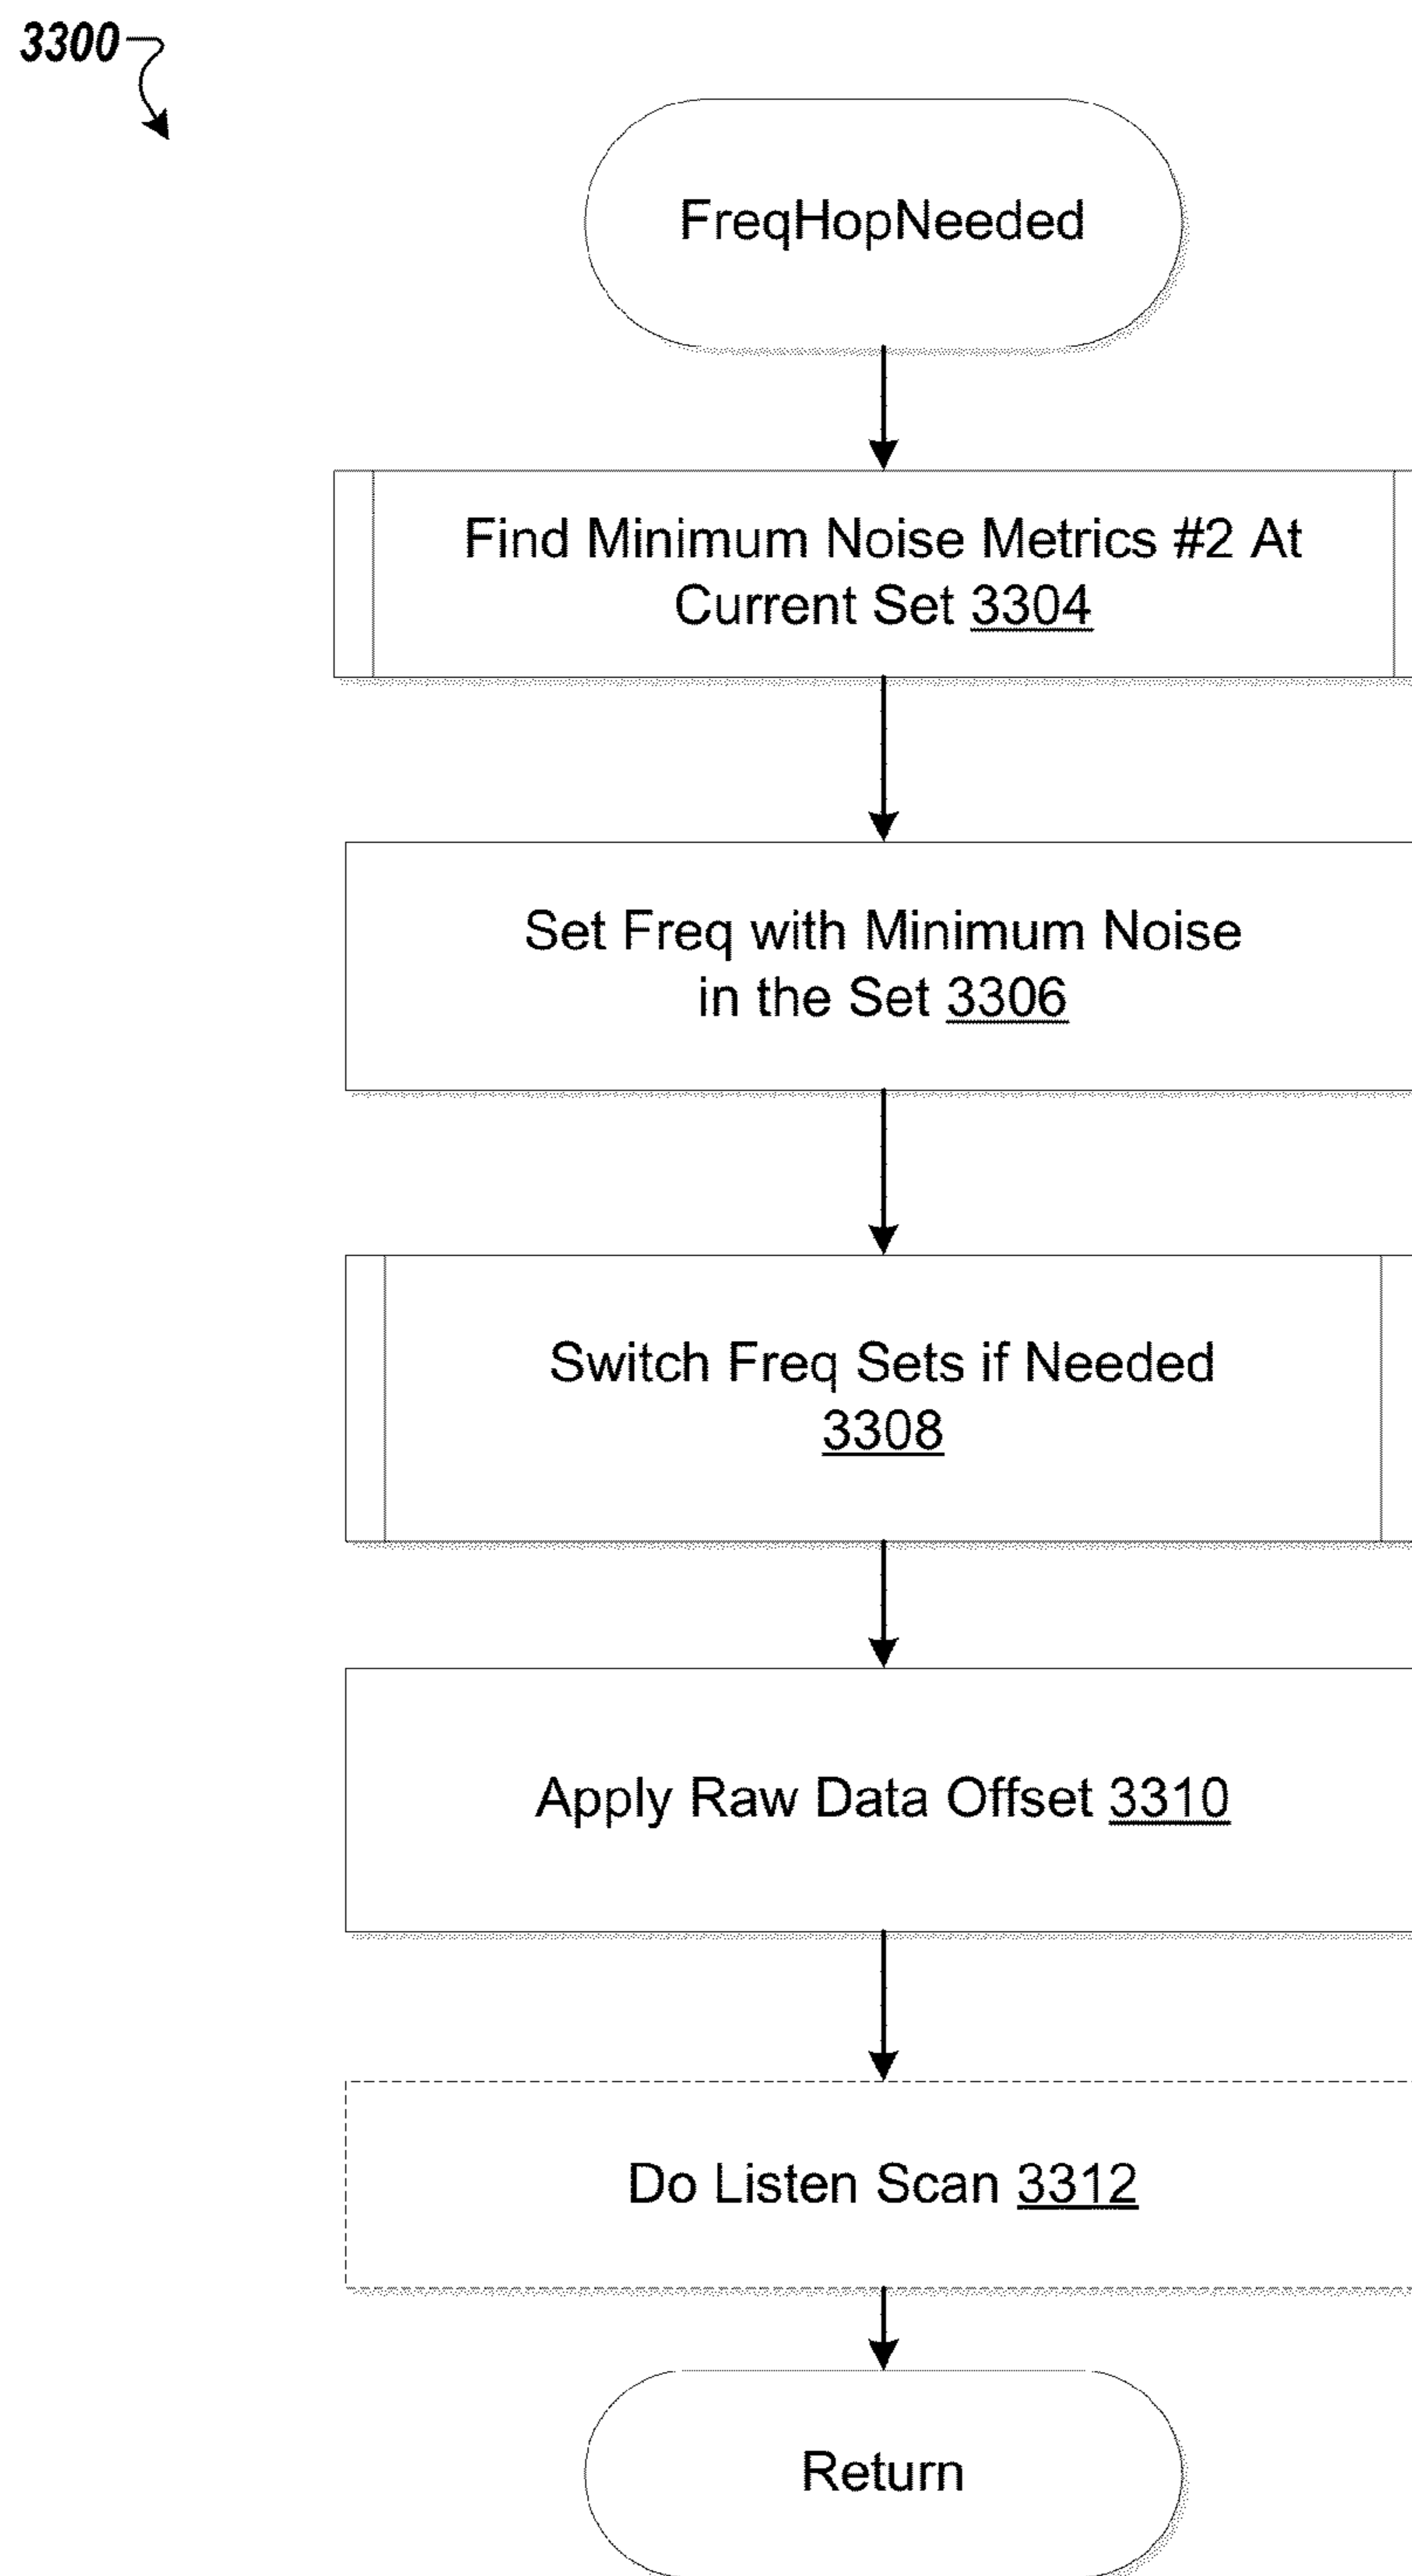 3300
FreqHopNeeded
Find Minimum Noise Metrics #2 At
Current Set 3304
Set Freq with Minimum Noise
in the Set 3306
Switch Freq Sets if Needed
3308
Apply Raw Data Offset 3310
Do Listen Scan 3312
Return